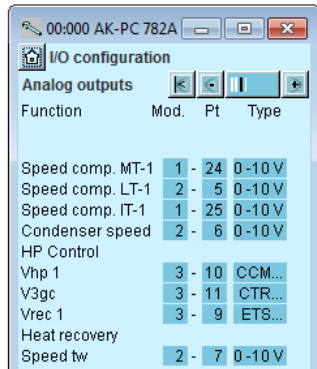 00:000 AK-PC 782A
I/O configuration
Analog outputs
Function Mod. Pt Type
Speed comp. MT-1 1 - 24 0 -10 V
Speed comp. LT-1 2 - 5 0 -10 V
Speed comp. IT-1 1 - 25 0 -10 V
Condenser speed 2 - 6 0 -10 V
HP Control
Vhp 1 3 - 10 CCM...
V3gc 3 - 11 CTR...
Vrec 1 3 - 9 ETS...
Heat recovery
Speed tw 2 - 7 0 -10 V